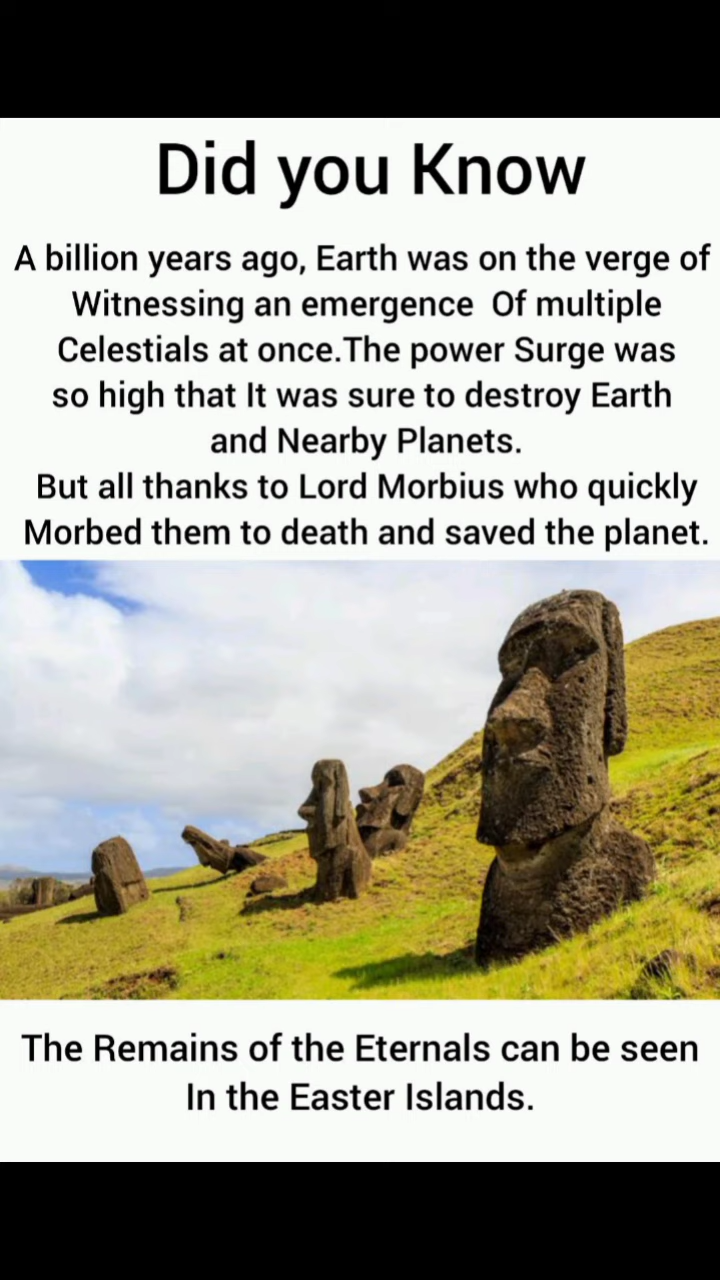 Did you Know
A billion years ago, Earth was on the verge of
Witnessing an emergence Of multiple
Celestials at once.The power Surge was
so high that It was sure to destroy Earth
and Nearby Planets.
But all thanks to Lord Morbius who quickly
Morbed them to death and saved the planet.
The Remains of the Eternals can be seen
In the Easter Islands.